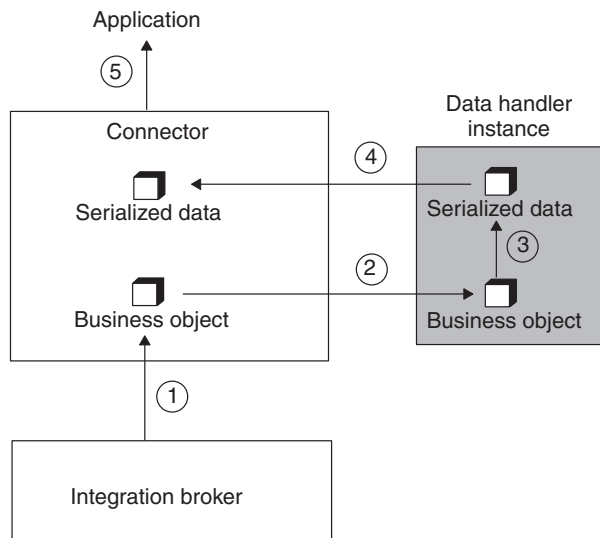 Application
5
Connector
Data handler
instance
4
Serialized data
Serialized data
3
2
Business object
Business object
1
Integration broker